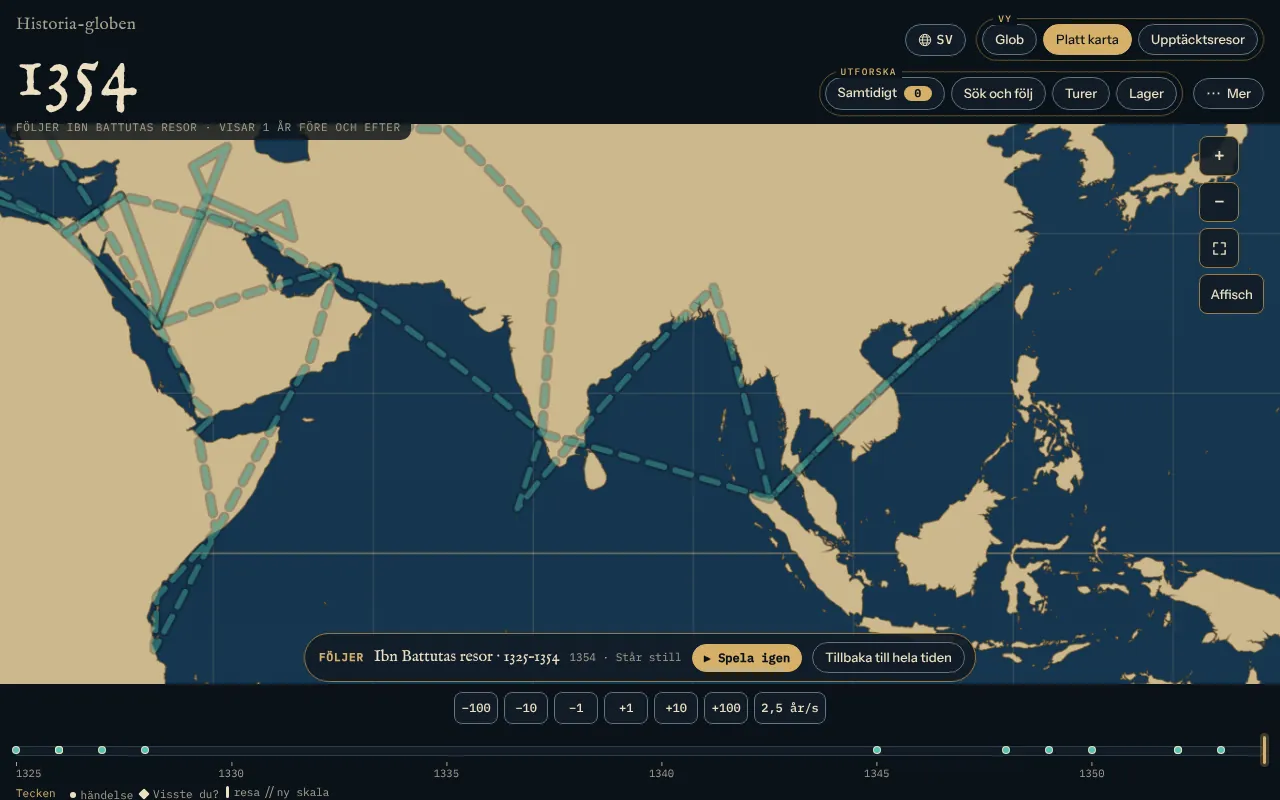 Historia-globen
1354
FÖLJER IBN BATTUTAS RESOR · VISAR 1 ÅR FÖRE OCH EFTER
SV
VY
Glob
Platt karta
Upptäcktsresor
UTFORSKA
Samtidigt 0
Sök och följ
Turer
Lager
··· Mer
+
−
Affisch
FÖLJER Ibn Battutas resor · 1325–1354 1354 · Står still ▶ Spela igen Tillbaka till hela tiden
−100 −10 −1 +1 +10 +100 2,5 år/s
1325 1330 1335 1340 1345 1350
Tecken händelse Visste du? resa // ny skala